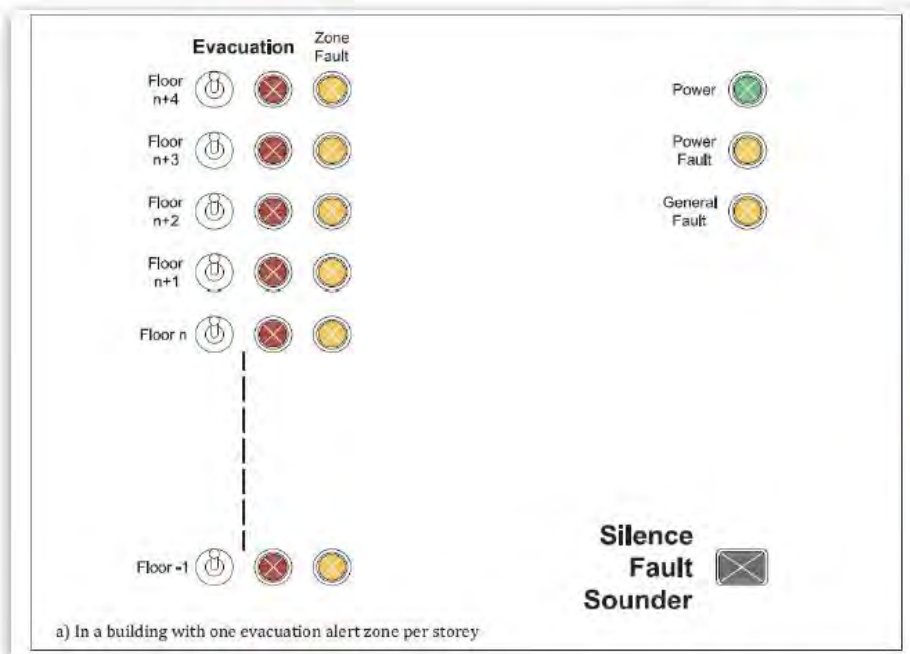 Evacuation
Zone
Fault
Floor
n+4
Floor
n+3
Floor
n+2
Floor
n+1
Floor n
Floor -1
Power
Power
Fault
General
Fault
Silence
Fault
Sounder
a) In a building with one evacuation alert zone per storey